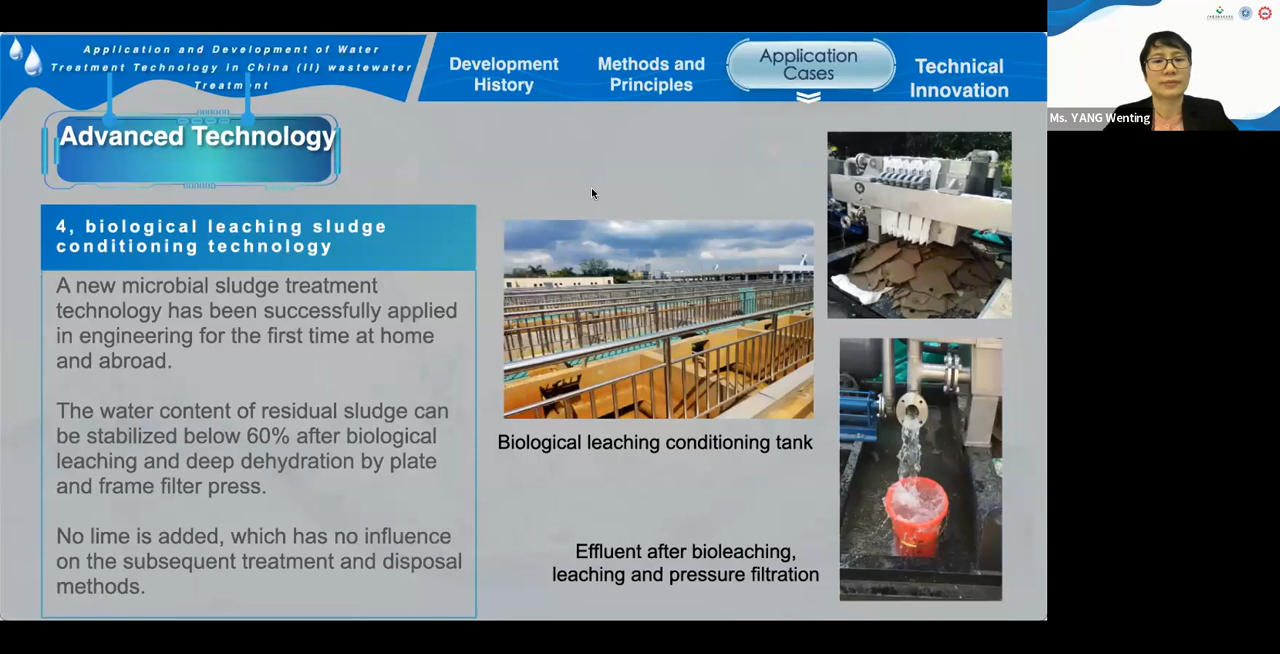 Application and Development of Water
Treatment Technology in China (II) wastewater
Treatment
Development
History
Methods and
Principles
Application
Cases
Technical
Innovation
Ms. YANG Wenting
Advanced Technology
4, biological leaching sludge
conditioning technology
A new microbial sludge treatment
technology has been successfully applied
in engineering for the first time at home
and abroad.
The water content of residual sludge can
be stabilized below 60% after biological
leaching and deep dehydration by plate
and frame filter press.
No lime is added, which has no influence
on the subsequent treatment and disposal
methods.
Biological leaching conditioning tank
Effluent after bioleaching,
leaching and pressure filtration